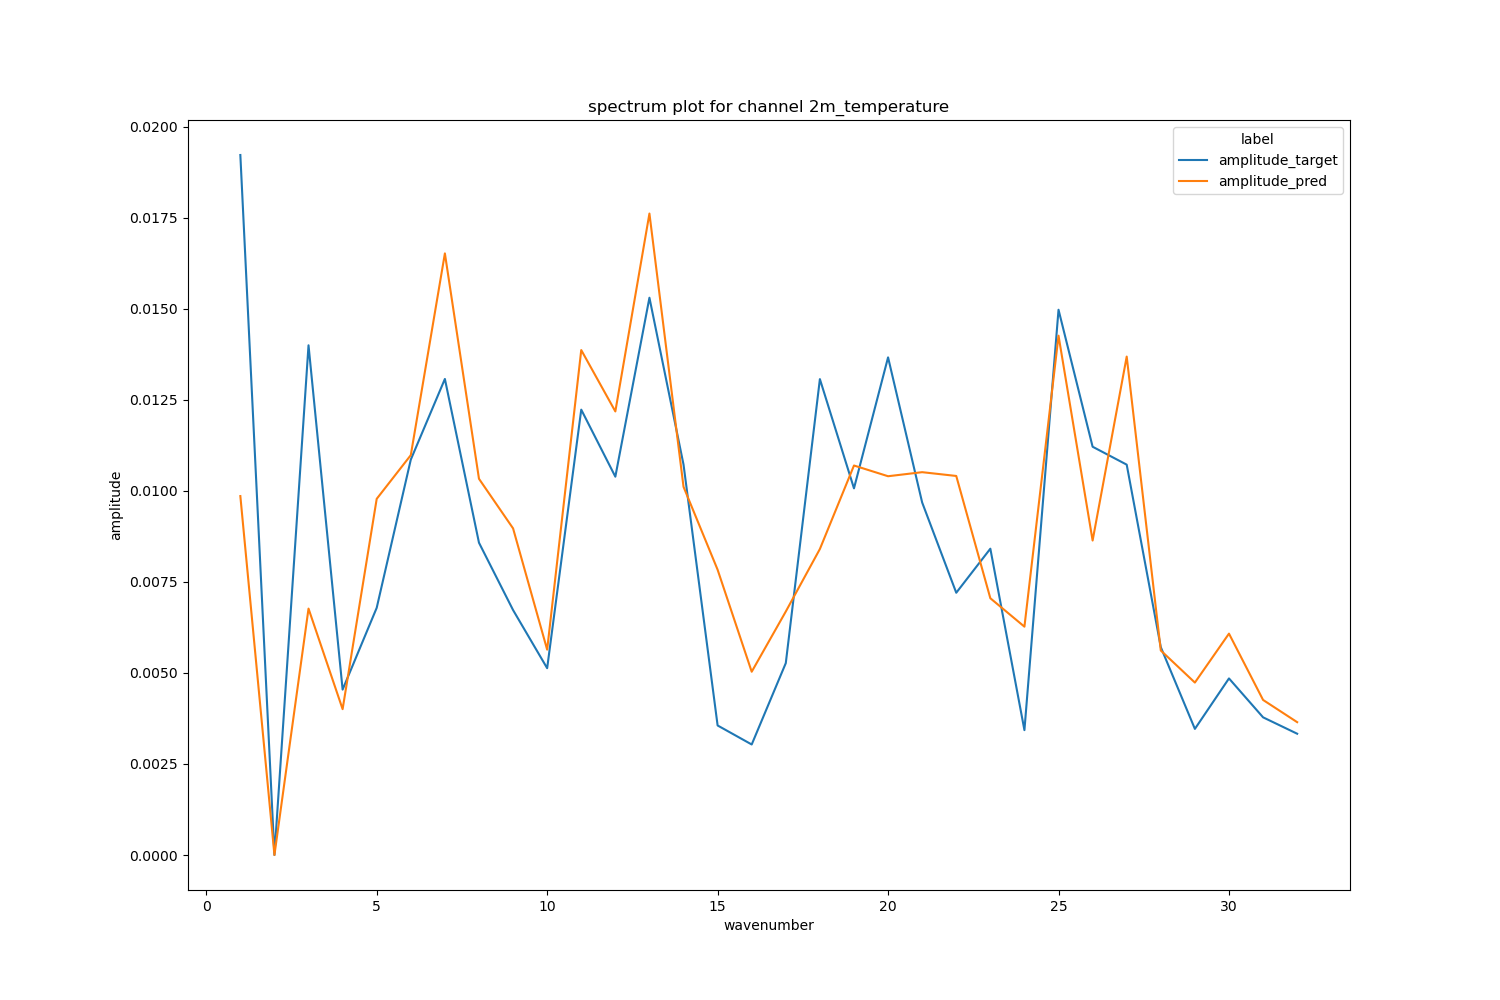 spectrum plot for channel 2m_temperature
label
amplitude_target
amplitude_pred
0.0200
0.0175
0.0150
0.0125
0.0100
0.0075
0.0050
0.0025
0.0000
amplitude
0 5 10 15 20 25 30
wavenumber